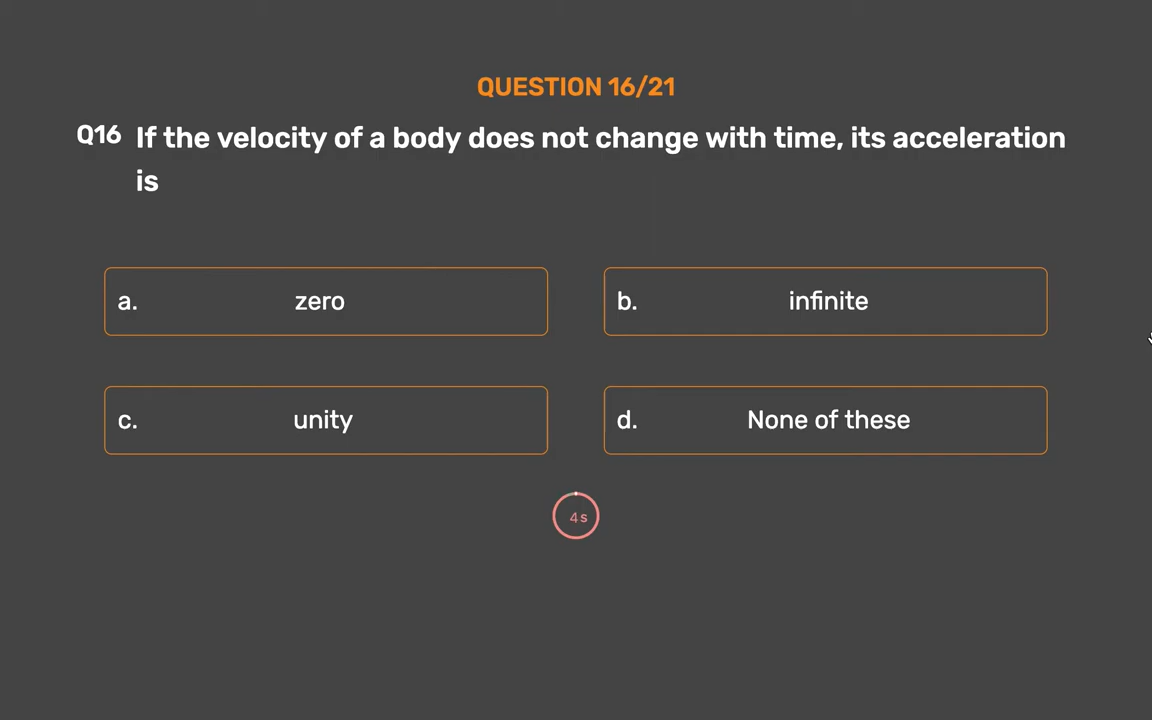 QUESTION 16/21
Q16 If the velocity of a body does not change with time, its acceleration
is
a. zero
b. infinite
c. unity
d. None of these
4s